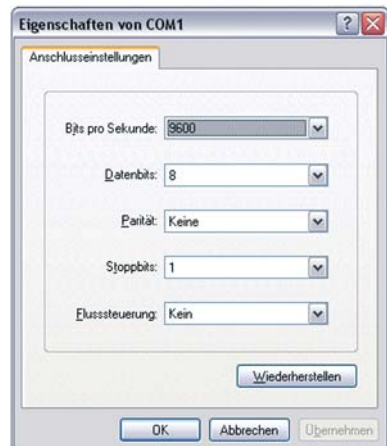 Eigenschaften von COM1
Anschlusseinstellungen
Bits pro Sekunde: 9600
Datenbits: 8
Parität: Keine
Stoppbits: 1
Flusssteuerung: Kein
Wiederherstellen
OK Abbrechen Übernehmen